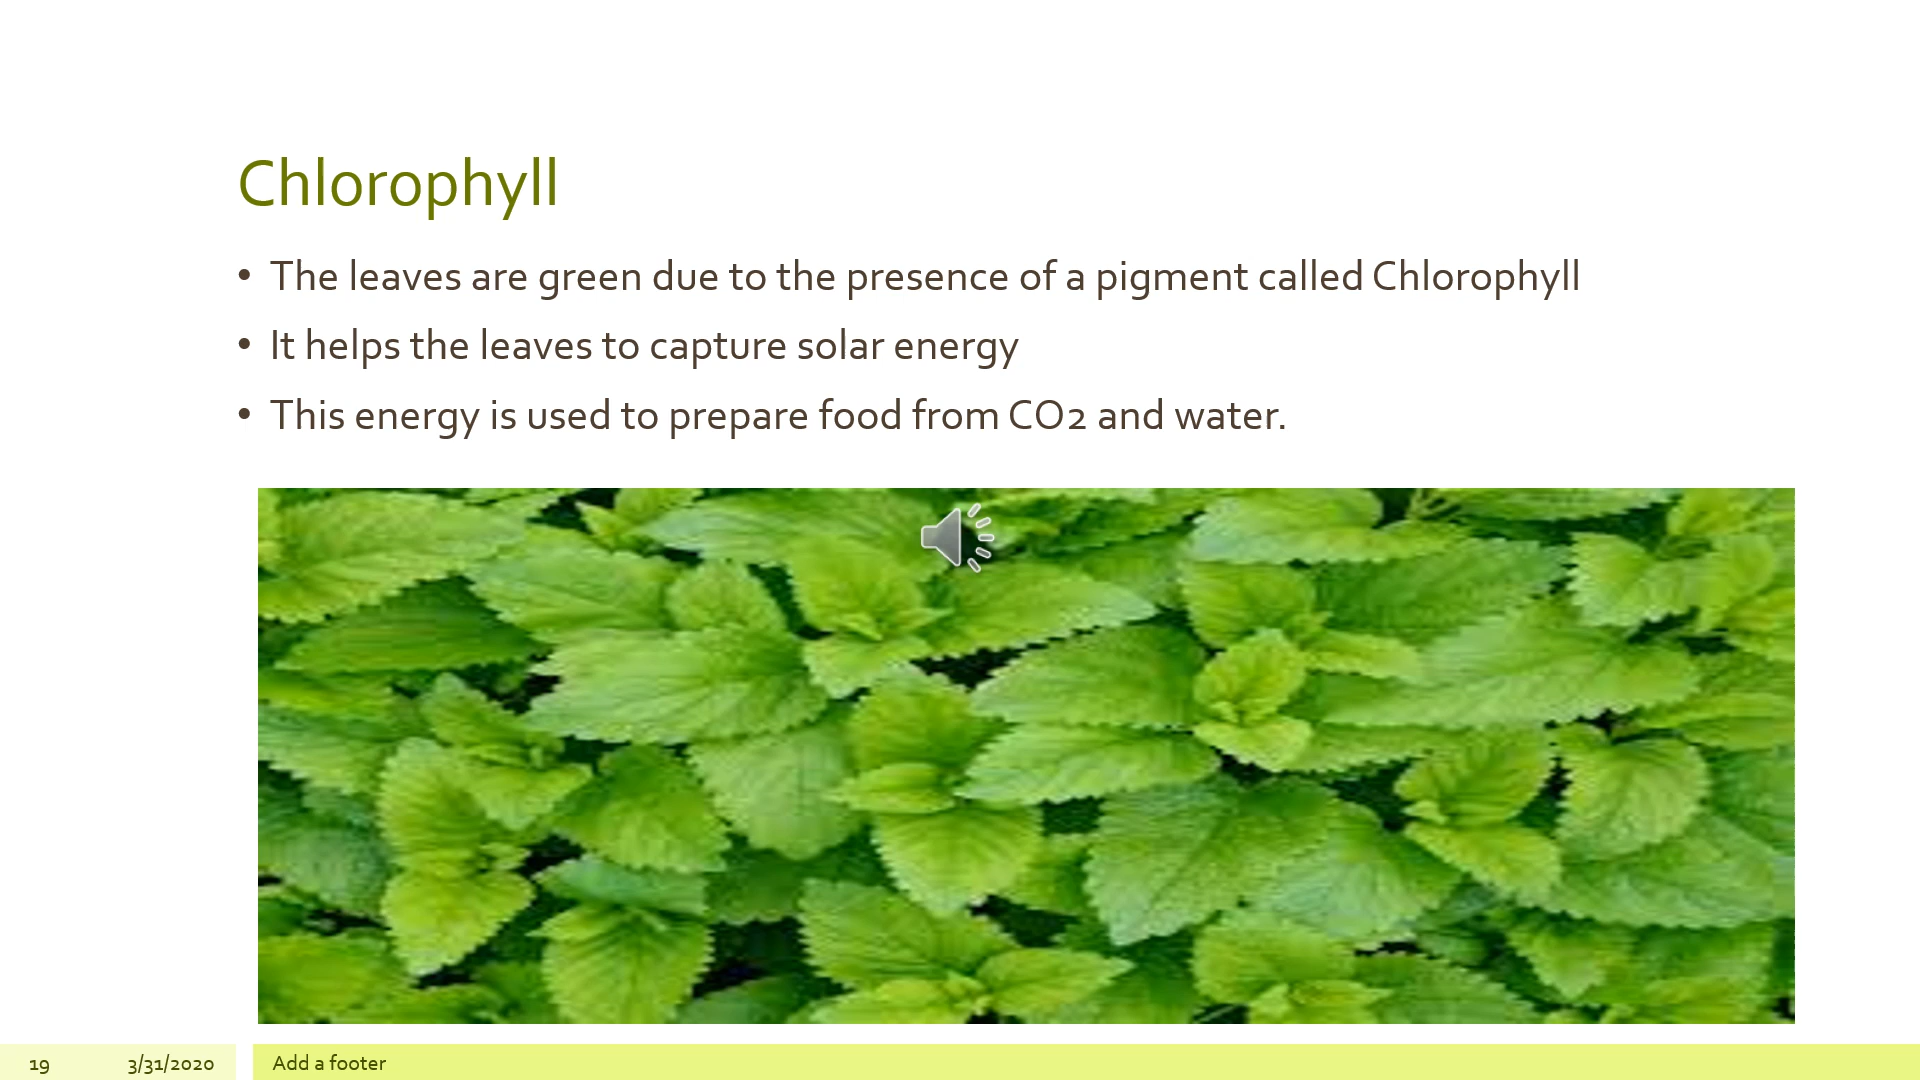 Chlorophyll
• The leaves are green due to the presence of a pigment called Chlorophyll
• It helps the leaves to capture solar energy
• This energy is used to prepare food from CO2 and water.
19 3/31/2020 Add a footer